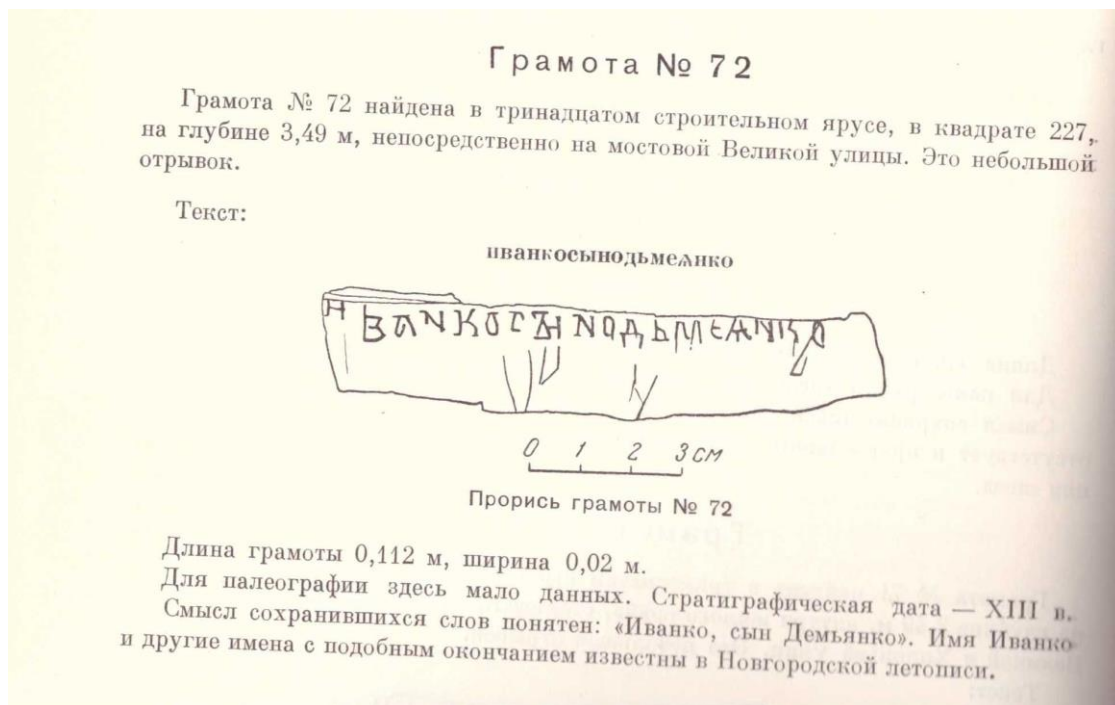 Грамота № 72
Грамота № 72 найдена в тринадцатом строительном ярусе, в квадрате 227,
на глубине 3,49 м, непосредственно на мостовой Великой улицы. Это небольшой
отрывок.
Текст:
иванкосынодьмеѧнко
И ВАNКОСЪІNОДЬМЕѦNКО
0 1 2 3 см
Прорись грамоты № 72
Длина грамоты 0,112 м, ширина 0,02 м.
Для палеографии здесь мало данных. Стратиграфическая дата — XIII в.
Смысл сохранившихся слов понятен: «Иванко, сын Демьянко». Имя Иванко
и другие имена с подобным окончанием известны в Новгородской летописи.